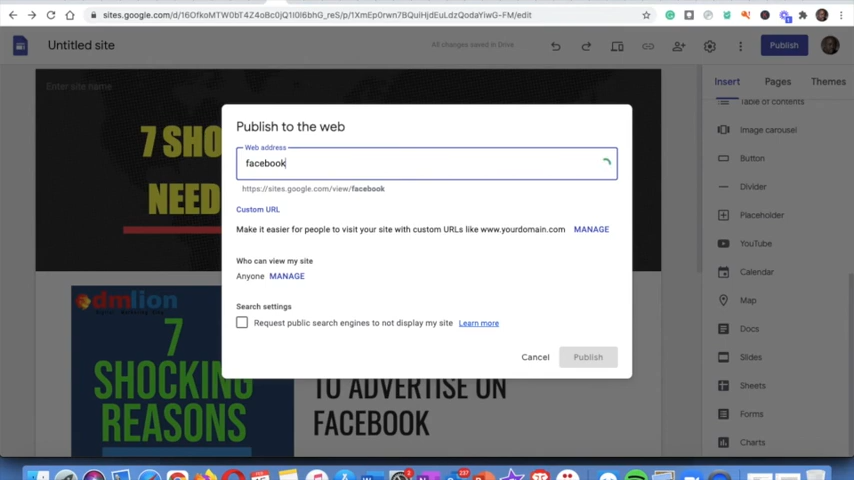 sites.google.com/d/16OfkoMTW0bT4Z4oBc0jQ1I0I6bhG_reS/p/1XmEp0rwn7BQuiHjdEuLdzQodaYiwG-FM/edit
Untitled site
All changes saved in Drive
Publish
Enter site name
Insert
Pages
Themes
7 SHO
NEED
Table of contents
Image carousel
Button
Divider
Placeholder
YouTube
Calendar
Map
Docs
Slides
Sheets
Forms
Charts
Publish to the web
Web address
facebook
https://sites.google.com/view/facebook
Custom URL
Make it easier for people to visit your site with custom URLs like www.yourdomain.com MANAGE
Who can view my site
Anyone MANAGE
Search settings
Request public search engines to not display my site Learn more
Cancel
Publish
dmlion
7
SHOCKING
REASONS
TO ADVERTISE ON
FACEBOOK
237